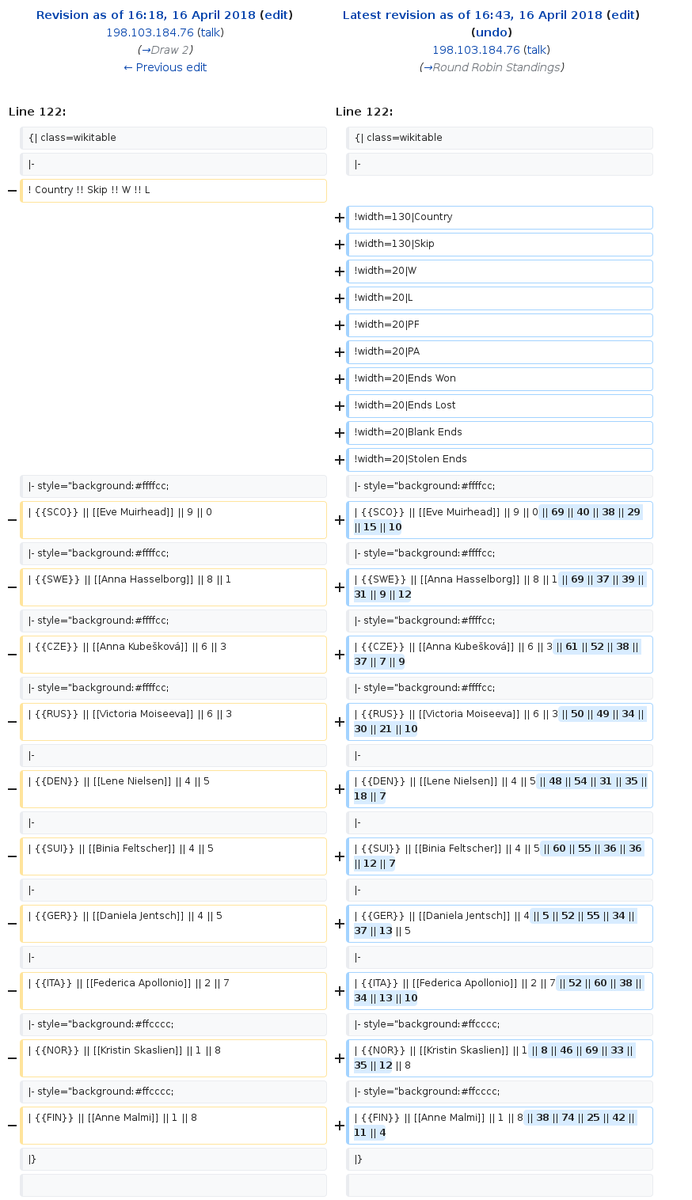 Revision as of 16:18, 16 April 2018 (edit)
198.103.184.76 (talk)
(→Draw 2)
← Previous edit
Latest revision as of 16:43, 16 April 2018 (edit)
(undo)
198.103.184.76 (talk)
(→Round Robin Standings)
Line 122:
Line 122:
{| class=wikitable
{| class=wikitable
|-
|-
− ! Country !! Skip !! W !! L
+ !width=130|Country
+ !width=130|Skip
+ !width=20|W
+ !width=20|L
+ !width=20|PF
+ !width=20|PA
+ !width=20|Ends Won
+ !width=20|Ends Lost
+ !width=20|Blank Ends
+ !width=20|Stolen Ends
|- style="background:#ffffcc;
|- style="background:#ffffcc;
− | {{SCO}} || [[Eve Muirhead]] || 9 || 0
+ | {{SCO}} || [[Eve Muirhead]] || 9 || 0 || 69 || 40 || 38 || 29
|| 15 || 10
|- style="background:#ffffcc;
|- style="background:#ffffcc;
− | {{SWE}} || [[Anna Hasselborg]] || 8 || 1
+ | {{SWE}} || [[Anna Hasselborg]] || 8 || 1 || 69 || 37 || 39 ||
31 || 9 || 12
|- style="background:#ffffcc;
|- style="background:#ffffcc;
− | {{CZE}} || [[Anna Kubešková]] || 6 || 3
+ | {{CZE}} || [[Anna Kubešková]] || 6 || 3 || 61 || 52 || 38 ||
37 || 7 || 9
|- style="background:#ffffcc;
|- style="background:#ffffcc;
− | {{RUS}} || [[Victoria Moiseeva]] || 6 || 3
+ | {{RUS}} || [[Victoria Moiseeva]] || 6 || 3 || 50 || 49 || 34 ||
30 || 21 || 10
|-
|-
− | {{DEN}} || [[Lene Nielsen]] || 4 || 5
+ | {{DEN}} || [[Lene Nielsen]] || 4 || 5 || 48 || 54 || 31 || 35 ||
18 || 7
|-
|-
− | {{SUI}} || [[Binia Feltscher]] || 4 || 5
+ | {{SUI}} || [[Binia Feltscher]] || 4 || 5 || 60 || 55 || 36 || 36
|| 12 || 7
|-
|-
− | {{GER}} || [[Daniela Jentsch]] || 4 || 5
+ | {{GER}} || [[Daniela Jentsch]] || 4 || 5 || 52 || 55 || 34 ||
37 || 13 || 5
|-
|-
− | {{ITA}} || [[Federica Apollonio]] || 2 || 7
+ | {{ITA}} || [[Federica Apollonio]] || 2 || 7 || 52 || 60 || 38 ||
34 || 13 || 10
|- style="background:#ffcccc;
|- style="background:#ffcccc;
− | {{NOR}} || [[Kristin Skaslien]] || 1 || 8
+ | {{NOR}} || [[Kristin Skaslien]] || 1 || 8 || 46 || 69 || 33 ||
35 || 12 || 8
|- style="background:#ffcccc;
|- style="background:#ffcccc;
− | {{FIN}} || [[Anne Malmi]] || 1 || 8
+ | {{FIN}} || [[Anne Malmi]] || 1 || 8 || 38 || 74 || 25 || 42 ||
11 || 4
|}
|}